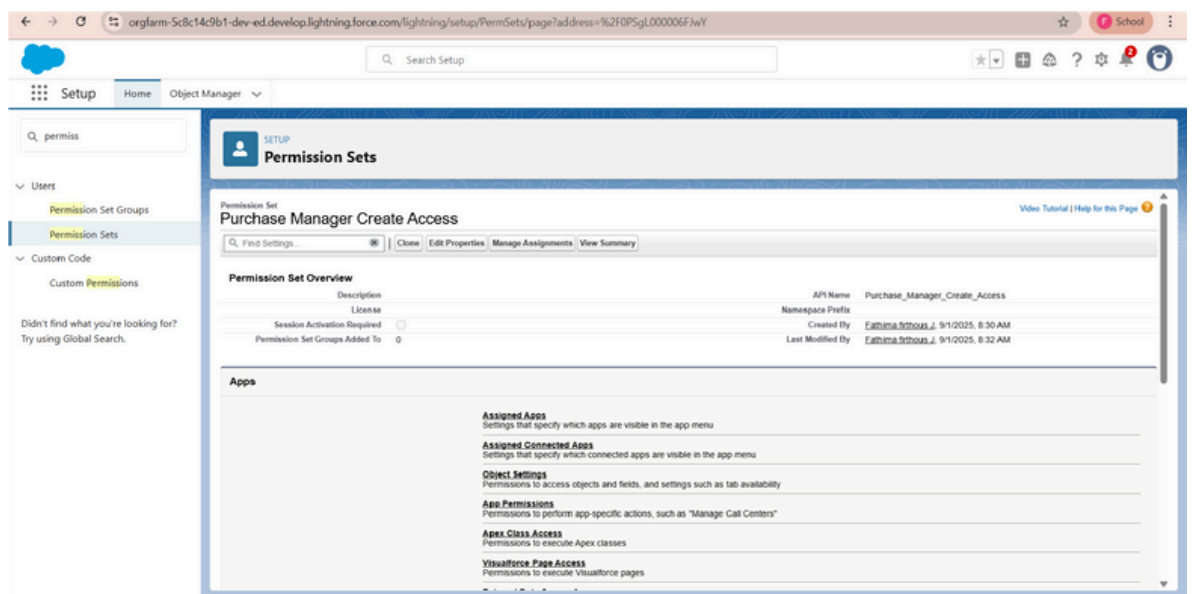 orgfarm-5c8c14c9b1-dev-ed.develop.lightning.force.com/lightning/setup/PermSets/page?address=%2F0PSgL000006FJwY
F School
Search Setup
2
Setup Home Object Manager
permiss
Users
Permission Set Groups
Permission Sets
Custom Code
Custom Permissions
Didn't find what you're looking for?
Try using Global Search.
SETUP
Permission Sets
Permission Set
Purchase Manager Create Access
Video Tutorial | Help for this Page
Find Settings... Clone Edit Properties Manage Assignments View Summary
Permission Set Overview
Description API Name Purchase_Manager_Create_Access
License Namespace Prefix
Session Activation Required Created By Fathima firthous J, 9/1/2025, 8:30 AM
Permission Set Groups Added To 0 Last Modified By Fathima firthous J, 9/1/2025, 8:32 AM
Apps
Assigned Apps
Settings that specify which apps are visible in the app menu
Assigned Connected Apps
Settings that specify which connected apps are visible in the app menu
Object Settings
Permissions to access objects and fields, and settings such as tab availability
App Permissions
Permissions to perform app-specific actions, such as "Manage Call Centers"
Apex Class Access
Permissions to execute Apex classes
Visualforce Page Access
Permissions to execute Visualforce pages